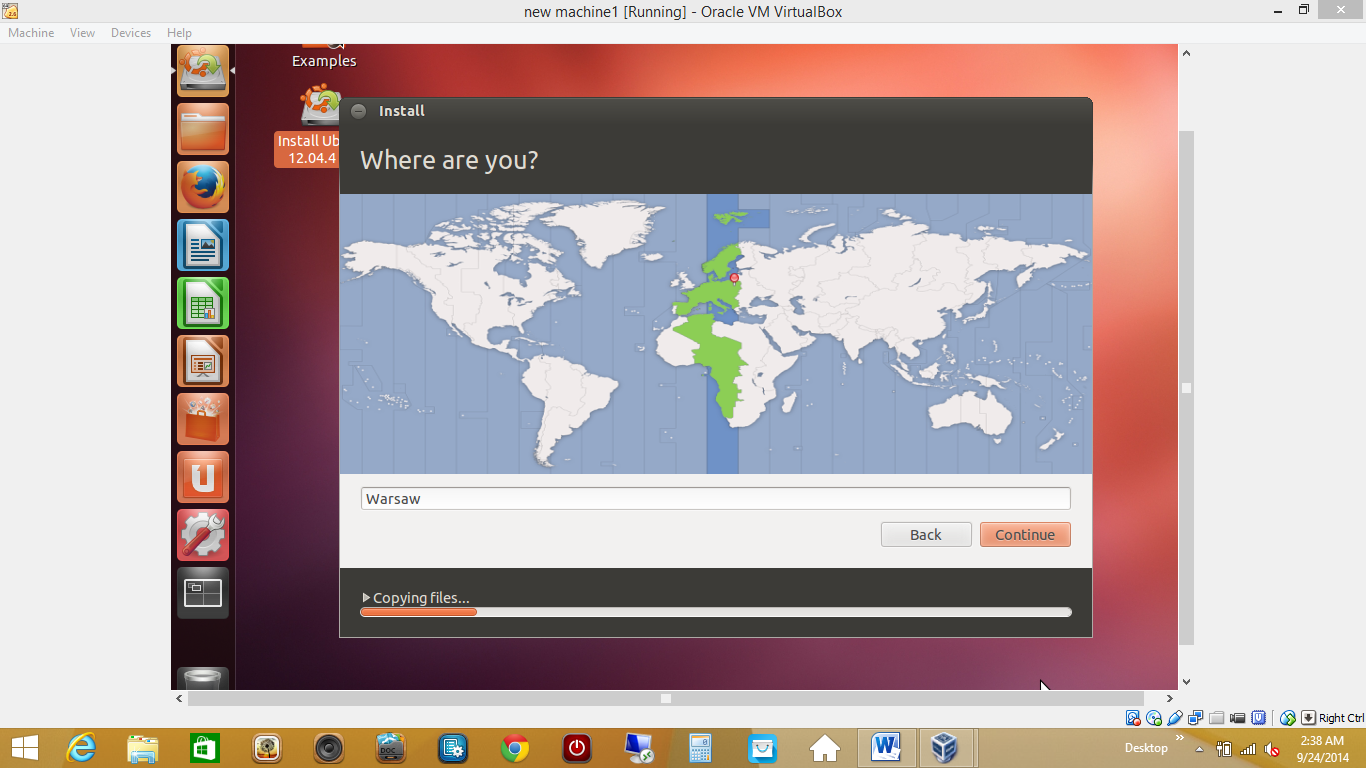 new machine1 [Running] - Oracle VM VirtualBox
Machine View Devices Help
Examples
Install Ub
12.04.4
Install
Where are you?
Warsaw
Back Continue
Copying files...
Right Ctrl
Desktop
2:38 AM
9/24/2014